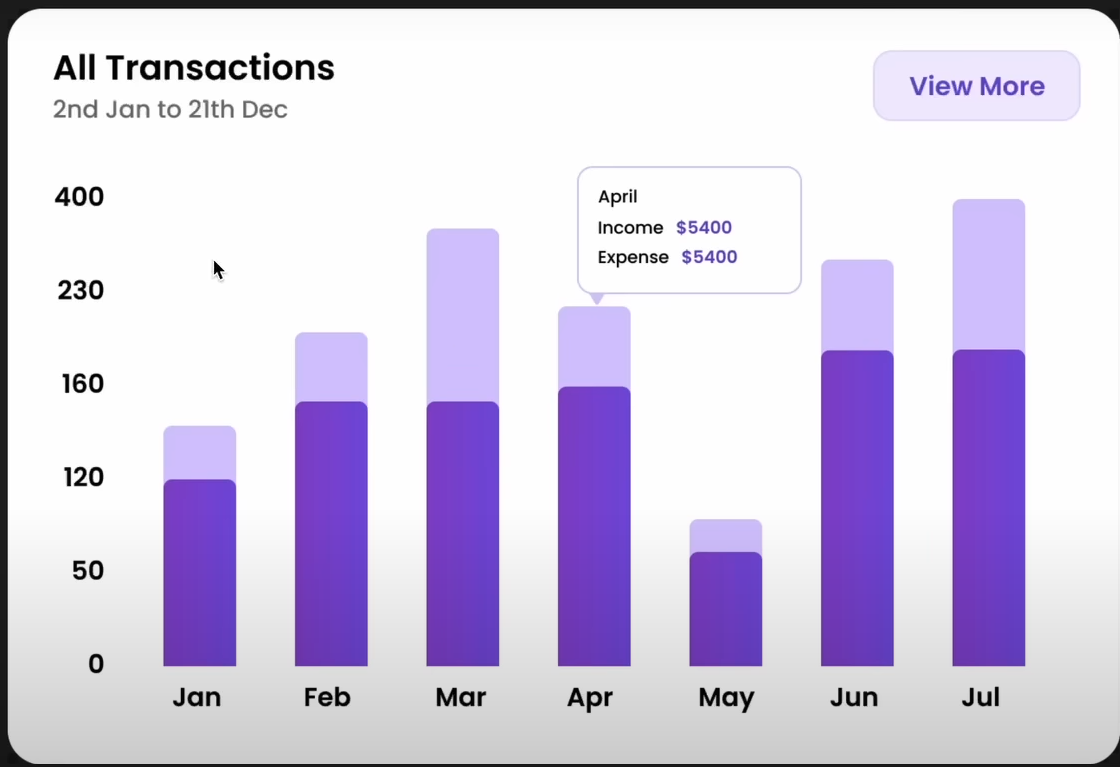 All Transactions
2nd Jan to 21th Dec
View More
400
230
160
120
50
0
April
Income $5400
Expense $5400
Jan Feb Mar Apr May Jun Jul